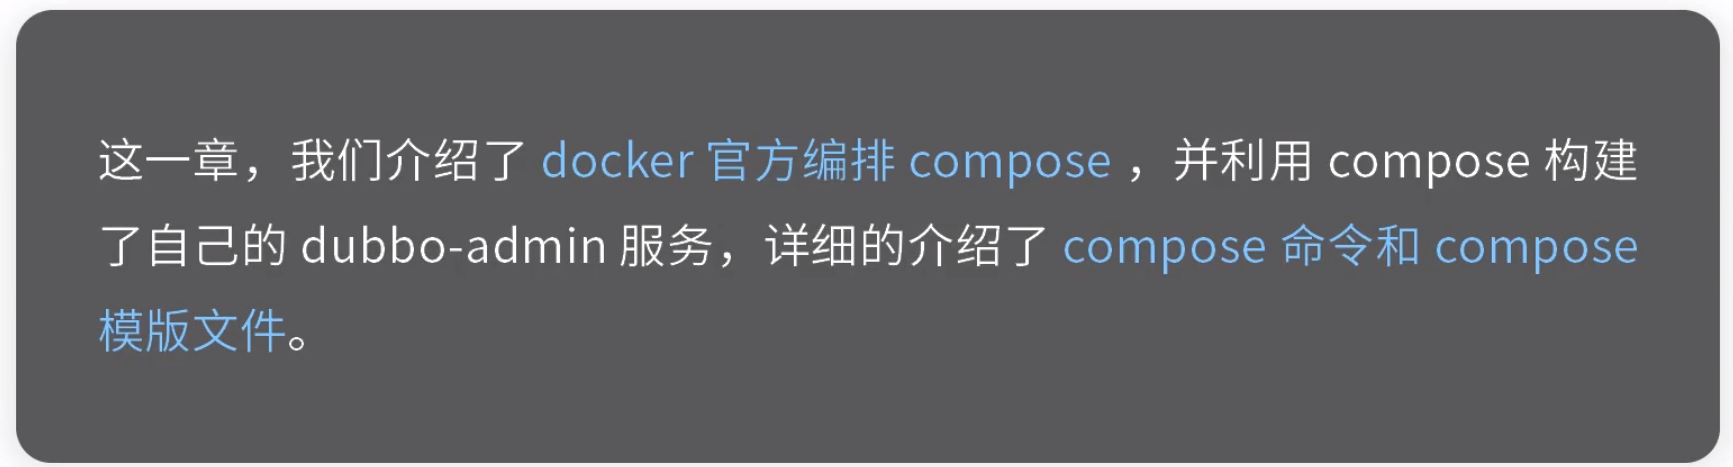 这一章，我们介绍了 docker 官方编排 compose ，并利用 compose 构建
了自己的 dubbo-admin 服务，详细的介绍了 compose 命令和 compose
模版文件。